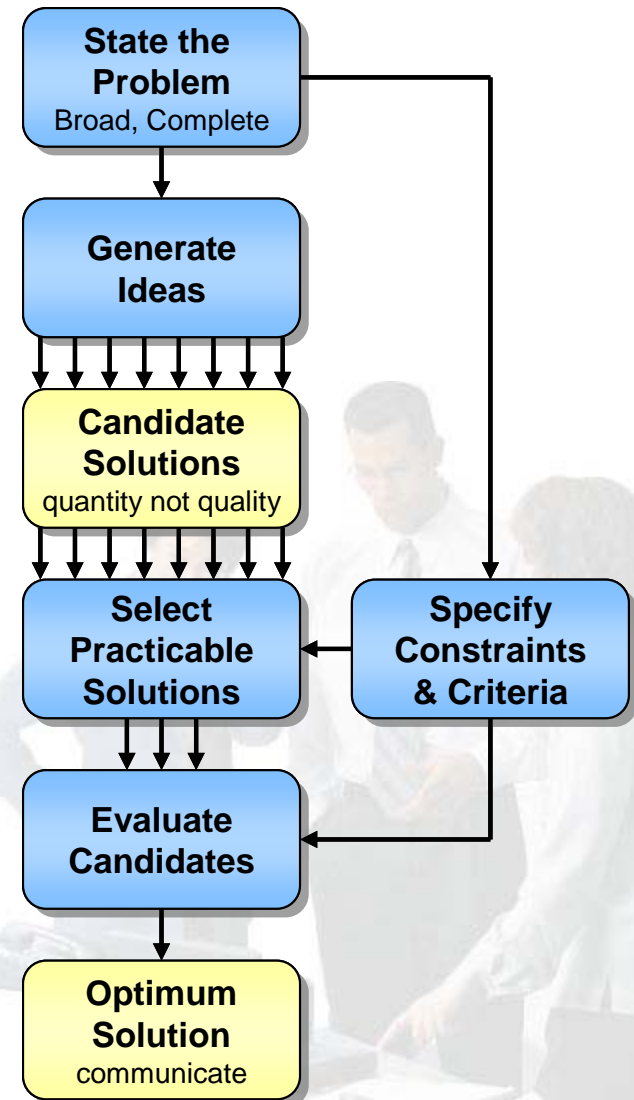 State the
Problem
Broad, Complete
Generate
Ideas
Candidate
Solutions
quantity not quality
Select
Practicable
Solutions
Specify
Constraints
& Criteria
Evaluate
Candidates
Optimum
Solution
communicate